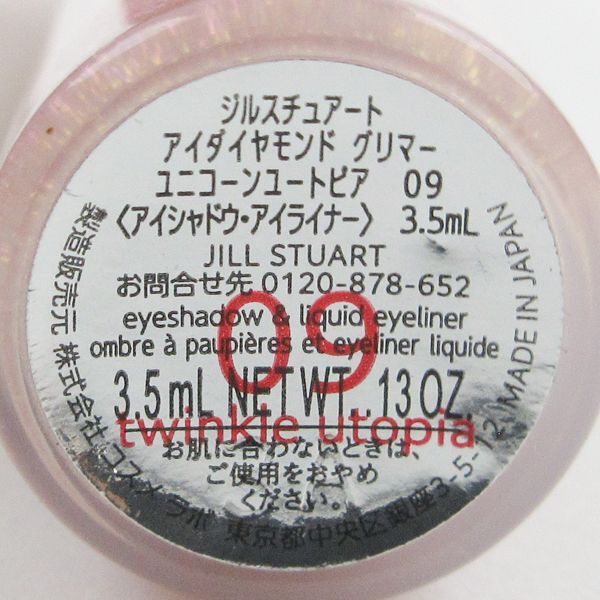 ジルスチュアート
アイダイヤモンド グリマー
ユニコーンユートピア 09
〈アイシャドウ・アイライナー〉 3.5mL
JILL STUART
お問合せ先 0120-878-652
09
eyeshadow & liquid eyeliner
ombre à paupières et eyeliner liquide
3.5mL NET WT. .13 OZ.
twinkle utopia
お肌に合わないときは、
ご使用をおやめ
ください。
製造販売元 株式会社 コスメ ラボ 東京都中央区銀座3-5-12/MADE IN JAPAN